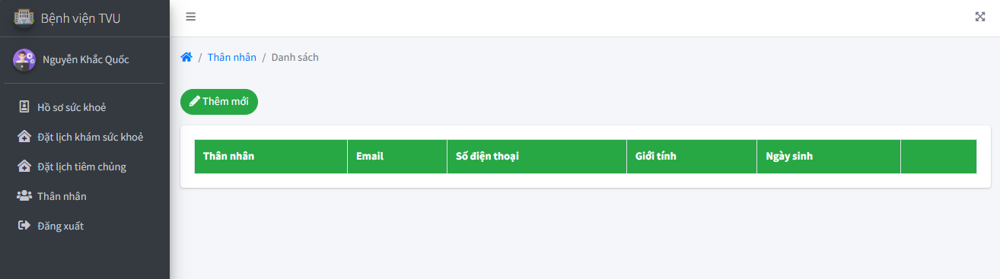 Bệnh viện TVU
Nguyễn Khắc Quốc
Hồ sơ sức khoẻ
Đặt lịch khám sức khoẻ
Đặt lịch tiêm chủng
Thân nhân
Đăng xuất
/ Thân nhân / Danh sách
Thêm mới
Thân nhân Email Số điện thoại Giới tính Ngày sinh